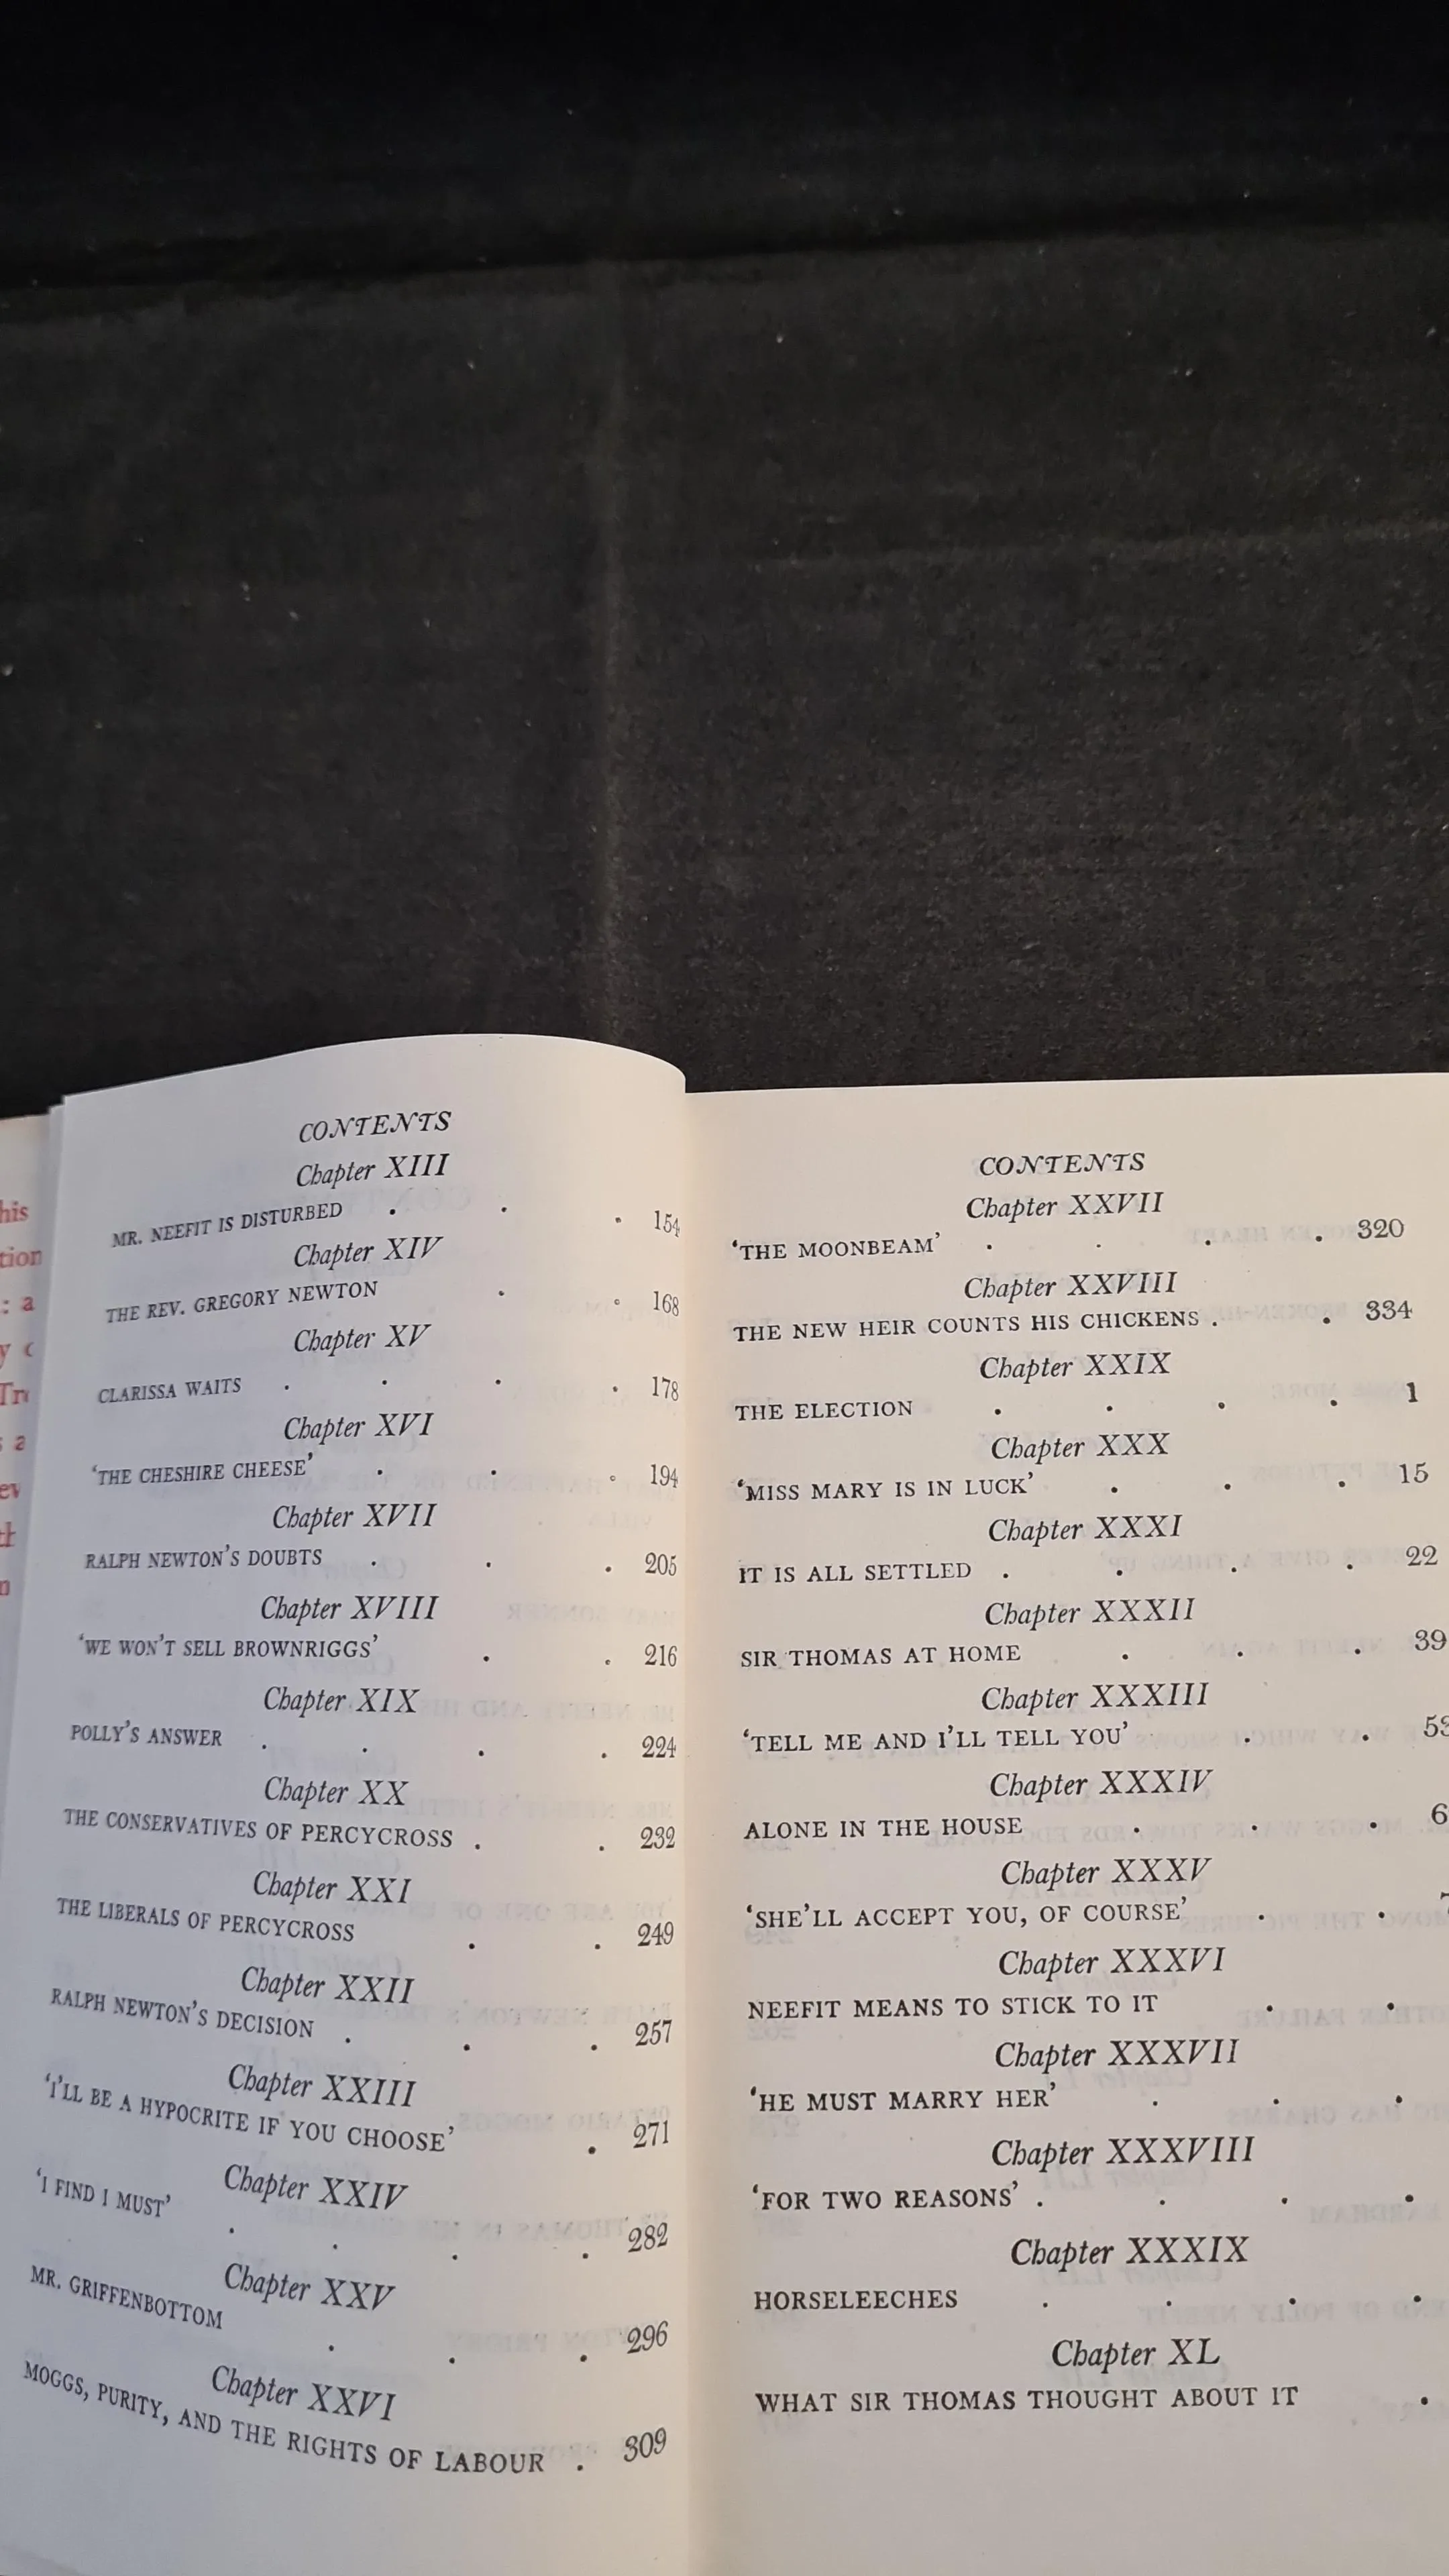 his
tion
: a
CONTENTS
Chapter XIII
MR. NEEFIT IS DISTURBED . . . 154
Chapter XIV
THE REV. GREGORY NEWTON . . 168
Chapter XV
CLARISSA WAITS . . . . 178
Chapter XVI
‘THE CHESHIRE CHEESE’ . . . 194
Chapter XVII
RALPH NEWTON’S DOUBTS . . . 205
Chapter XVIII
‘WE WON’T SELL BROWNRIGGS’ . . 216
Chapter XIX
POLLY’S ANSWER . . . . 224
Chapter XX
THE CONSERVATIVES OF PERCYCROSS . . 232
Chapter XXI
THE LIBERALS OF PERCYCROSS . . 249
Chapter XXII
RALPH NEWTON’S DECISION . . . 257
Chapter XXIII
‘I’LL BE A HYPOCRITE IF YOU CHOOSE’ . 271
Chapter XXIV
‘I FIND I MUST’ . . . . 282
Chapter XXV
MR. GRIFFENBOTTOM . . . 296
Chapter XXVI
MOGGS, PURITY, AND THE RIGHTS OF LABOUR . 309
CONTENTS
Chapter XXVII
‘THE MOONBEAM’ . . . . 320
Chapter XXVIII
THE NEW HEIR COUNTS HIS CHICKENS . . 334
Chapter XXIX
THE ELECTION . . . . 1
Chapter XXX
‘MISS MARY IS IN LUCK’ . . . 15
Chapter XXXI
IT IS ALL SETTLED . . . . 22
Chapter XXXII
SIR THOMAS AT HOME . . . 39
Chapter XXXIII
‘TELL ME AND I’LL TELL YOU’ . . 53
Chapter XXXIV
ALONE IN THE HOUSE . . . 6
Chapter XXXV
‘SHE’LL ACCEPT YOU, OF COURSE’ . .
Chapter XXXVI
NEEFIT MEANS TO STICK TO IT . .
Chapter XXXVII
‘HE MUST MARRY HER’ . . .
Chapter XXXVIII
‘FOR TWO REASONS’ . . . .
Chapter XXXIX
HORSELEECHES . . . .
Chapter XL
WHAT SIR THOMAS THOUGHT ABOUT IT .